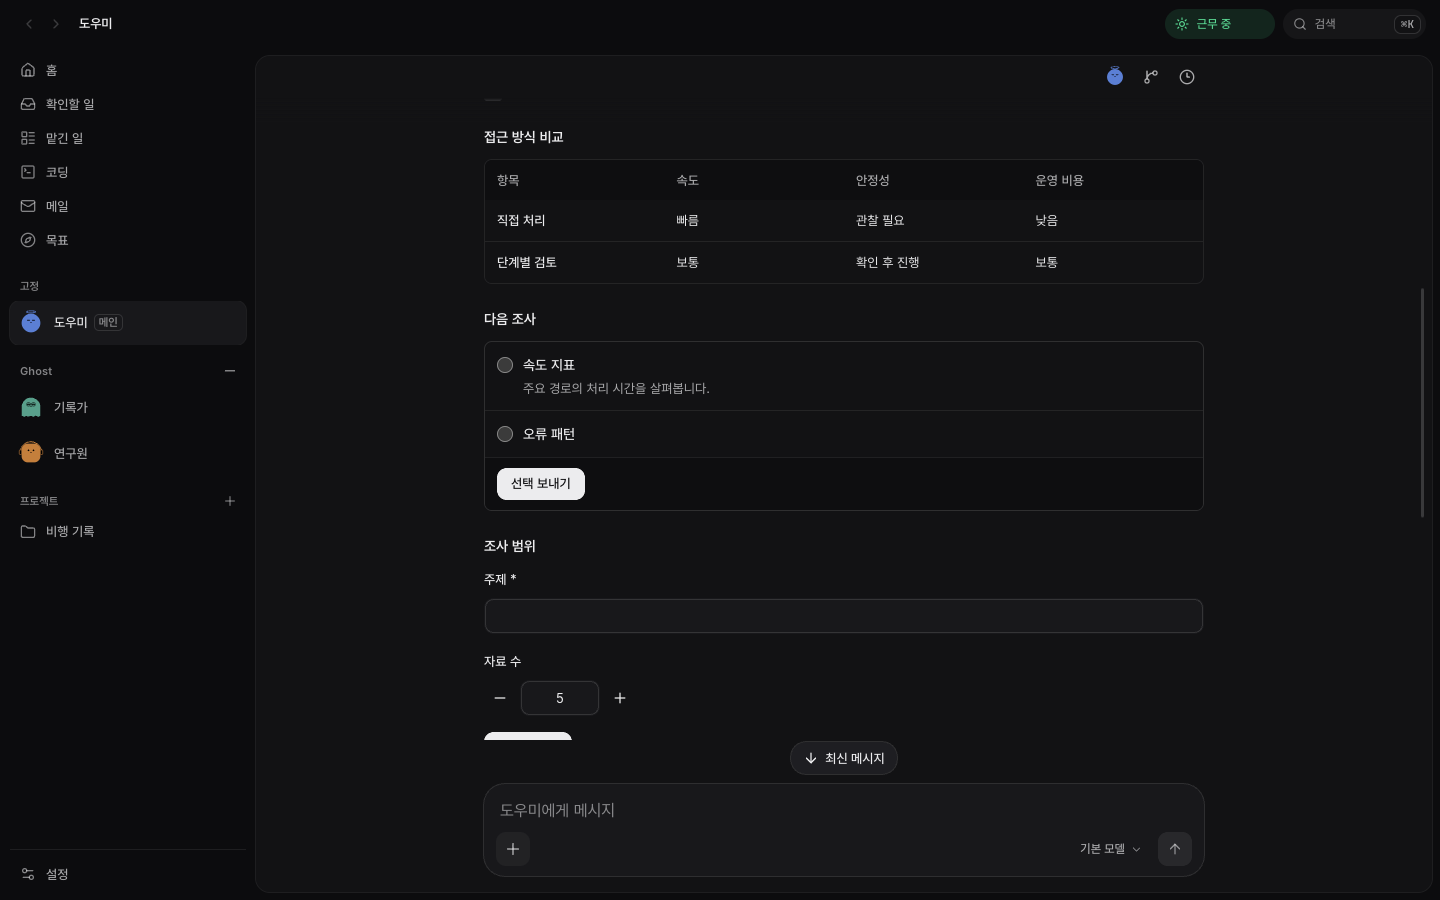 도우미
근무 중
검색
⌘K
홈
확인할 일
맡긴 일
코딩
메일
목표
고정
도우미 메인
Ghost
기록가
연구원
프로젝트
비행 기록
설정
접근 방식 비교
항목 속도 안정성 운영 비용
직접 처리 빠름 관찰 필요 낮음
단계별 검토 보통 확인 후 진행 보통
다음 조사
속도 지표
주요 경로의 처리 시간을 살펴봅니다.
오류 패턴
선택 보내기
조사 범위
주제 *
자료 수
5
최신 메시지
도우미에게 메시지
기본 모델